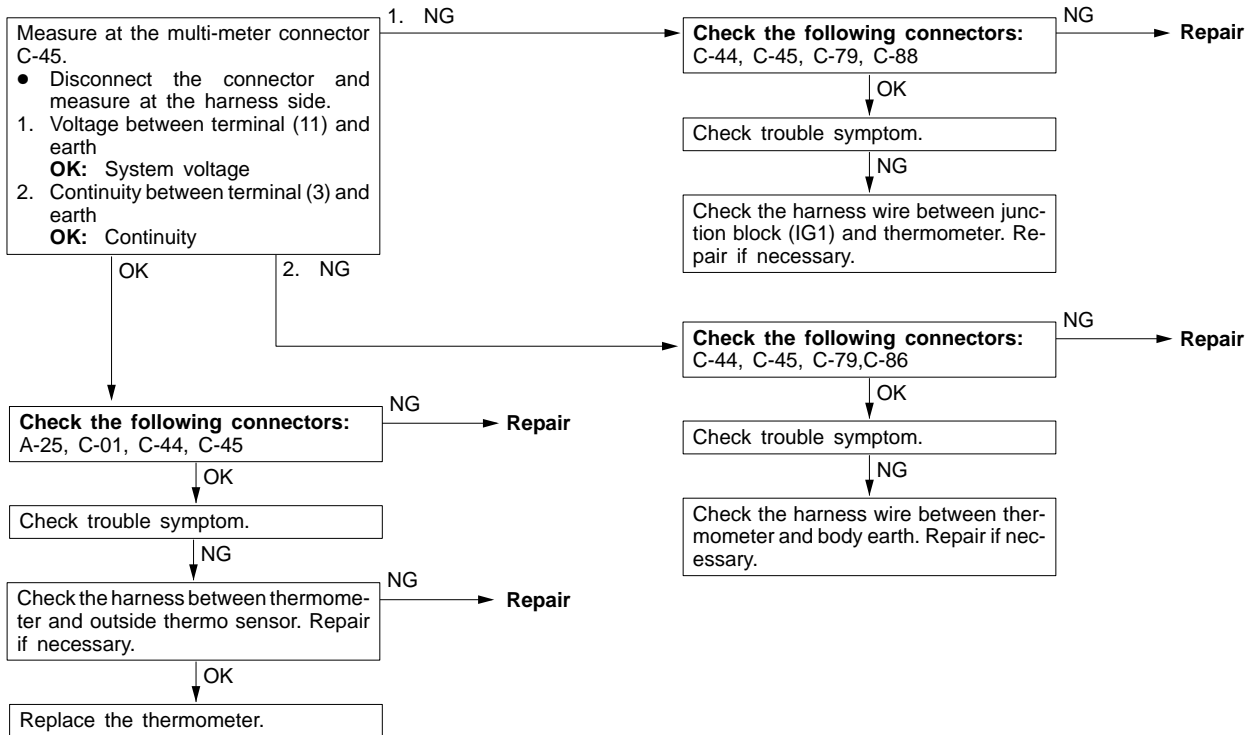 Measure at the multi-meter connector
C-45.
● Disconnect the connector and
measure at the harness side.
1. Voltage between terminal (11) and
earth
OK: System voltage
2. Continuity between terminal (3) and
earth
OK: Continuity
1. NG
Check the following connectors:
C-44, C-45, C-79, C-88
NG
Repair
OK
Check trouble symptom.
NG
Check the harness wire between junc-
tion block (IG1) and thermometer. Re-
pair if necessary.
OK
2. NG
Check the following connectors:
C-44, C-45, C-79,C-86
NG
Repair
OK
Check trouble symptom.
NG
Check the harness wire between ther-
mometer and body earth. Repair if nec-
essary.
Check the following connectors:
A-25, C-01, C-44, C-45
NG
Repair
OK
Check trouble symptom.
NG
Check the harness between thermome-
ter and outside thermo sensor. Repair
if necessary.
NG
Repair
OK
Replace the thermometer.